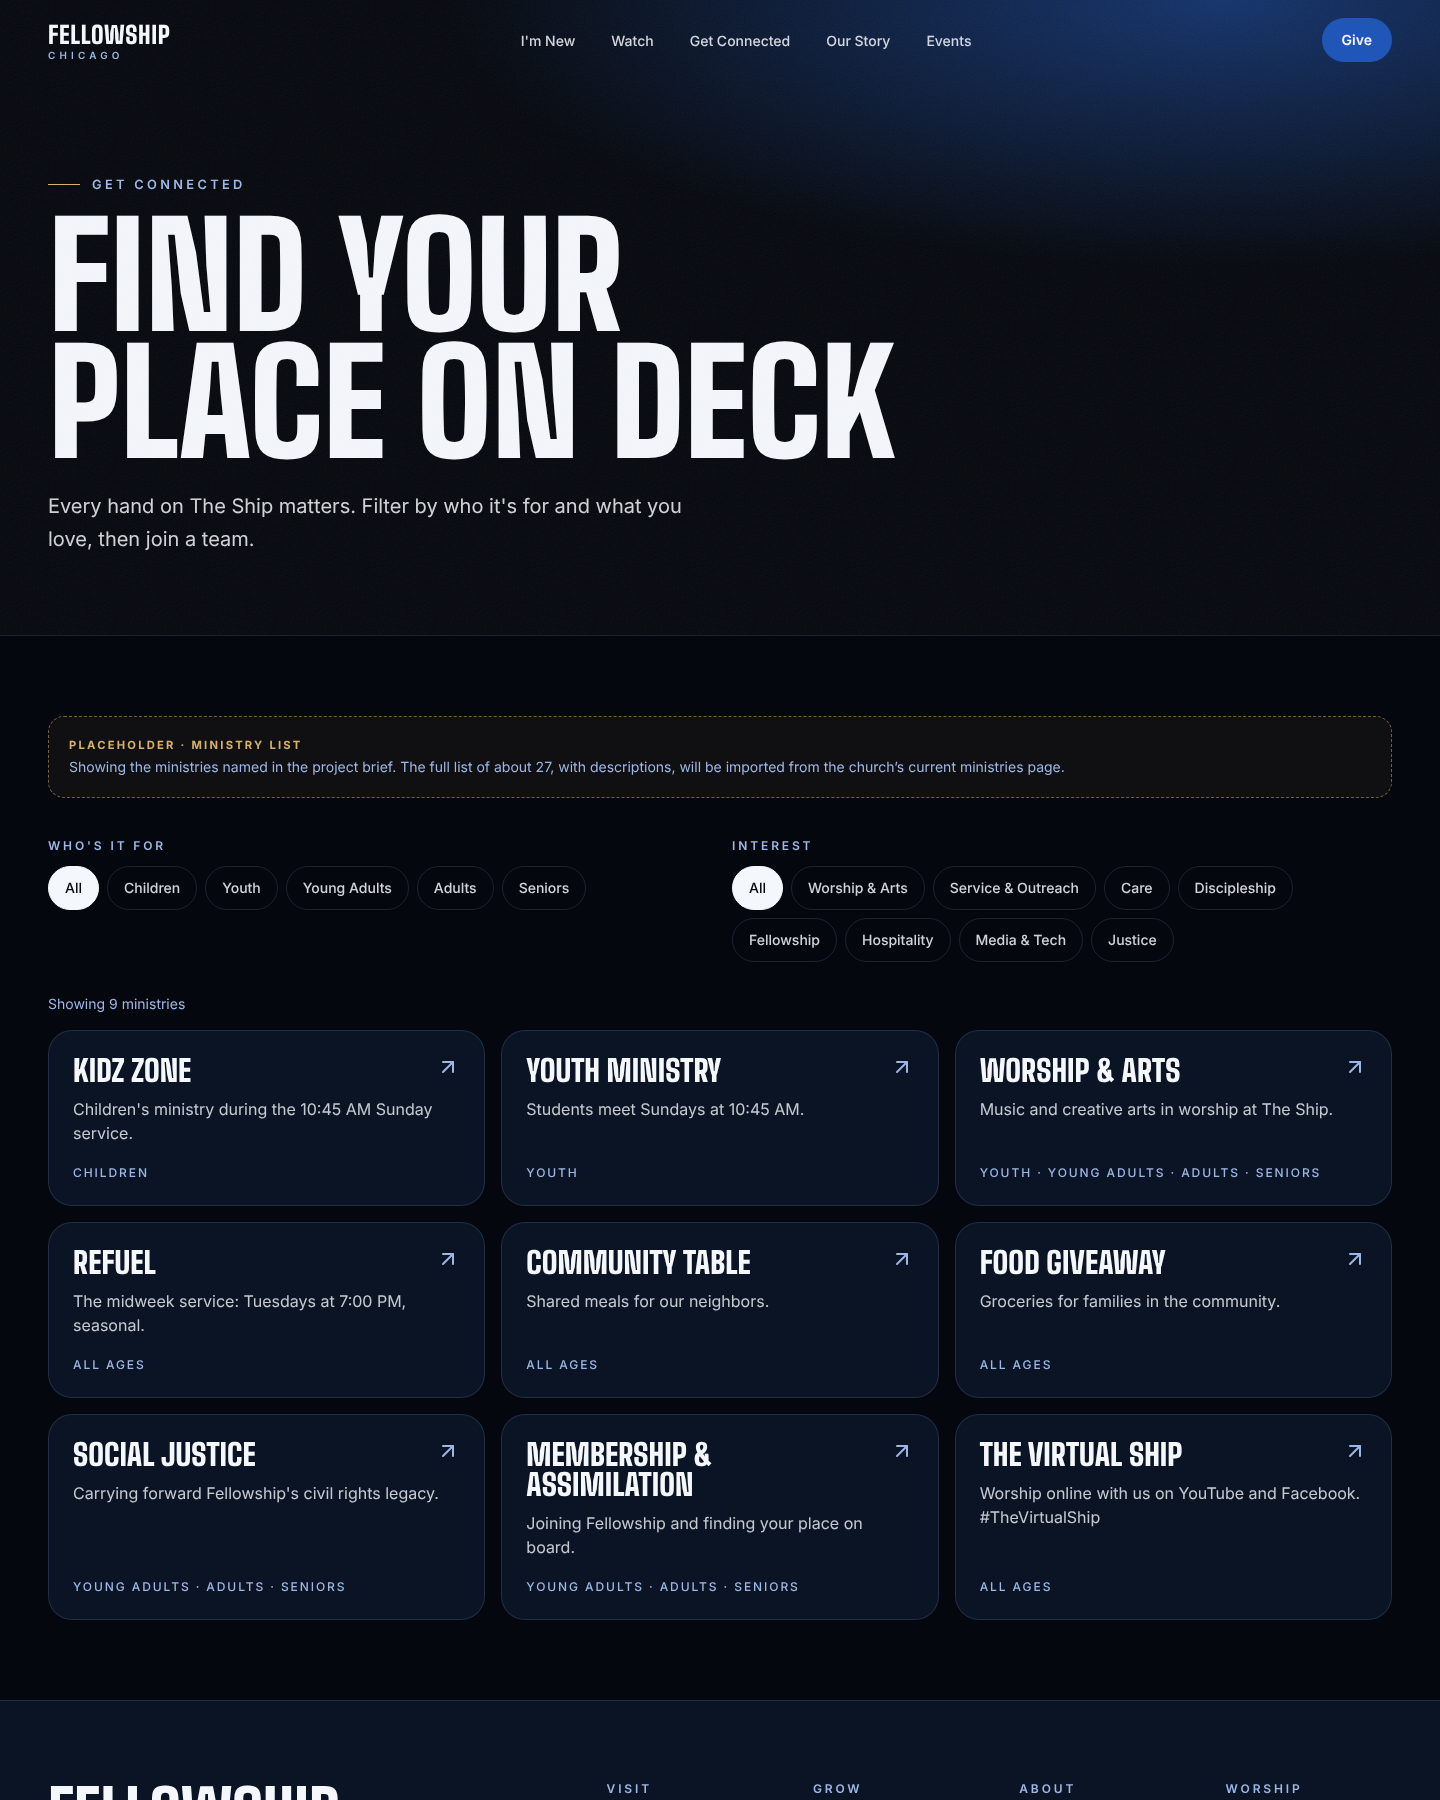 FELLOWSHIP
CHICAGO
I'm New
Watch
Get Connected
Our Story
Events
Give
GET CONNECTED
FIND YOUR
PLACE ON DECK
Every hand on The Ship matters. Filter by who it's for and what you
love, then join a team.
PLACEHOLDER · MINISTRY LIST
Showing the ministries named in the project brief. The full list of about 27, with descriptions, will be imported from the church’s current ministries page.
WHO'S IT FOR
All
Children
Youth
Young Adults
Adults
Seniors
INTEREST
All
Worship & Arts
Service & Outreach
Care
Discipleship
Fellowship
Hospitality
Media & Tech
Justice
Showing 9 ministries
KIDZ ZONE
Children's ministry during the 10:45 AM Sunday
service.
CHILDREN
YOUTH MINISTRY
Students meet Sundays at 10:45 AM.
YOUTH
WORSHIP & ARTS
Music and creative arts in worship at The Ship.
YOUTH · YOUNG ADULTS · ADULTS · SENIORS
REFUEL
The midweek service: Tuesdays at 7:00 PM,
seasonal.
ALL AGES
COMMUNITY TABLE
Shared meals for our neighbors.
ALL AGES
FOOD GIVEAWAY
Groceries for families in the community.
ALL AGES
SOCIAL JUSTICE
Carrying forward Fellowship's civil rights legacy.
YOUNG ADULTS · ADULTS · SENIORS
MEMBERSHIP &
ASSIMILATION
Joining Fellowship and finding your place on
board.
YOUNG ADULTS · ADULTS · SENIORS
THE VIRTUAL SHIP
Worship online with us on YouTube and Facebook.
#TheVirtualShip
ALL AGES
FELLOWSHIP
VISIT
GROW
ABOUT
WORSHIP